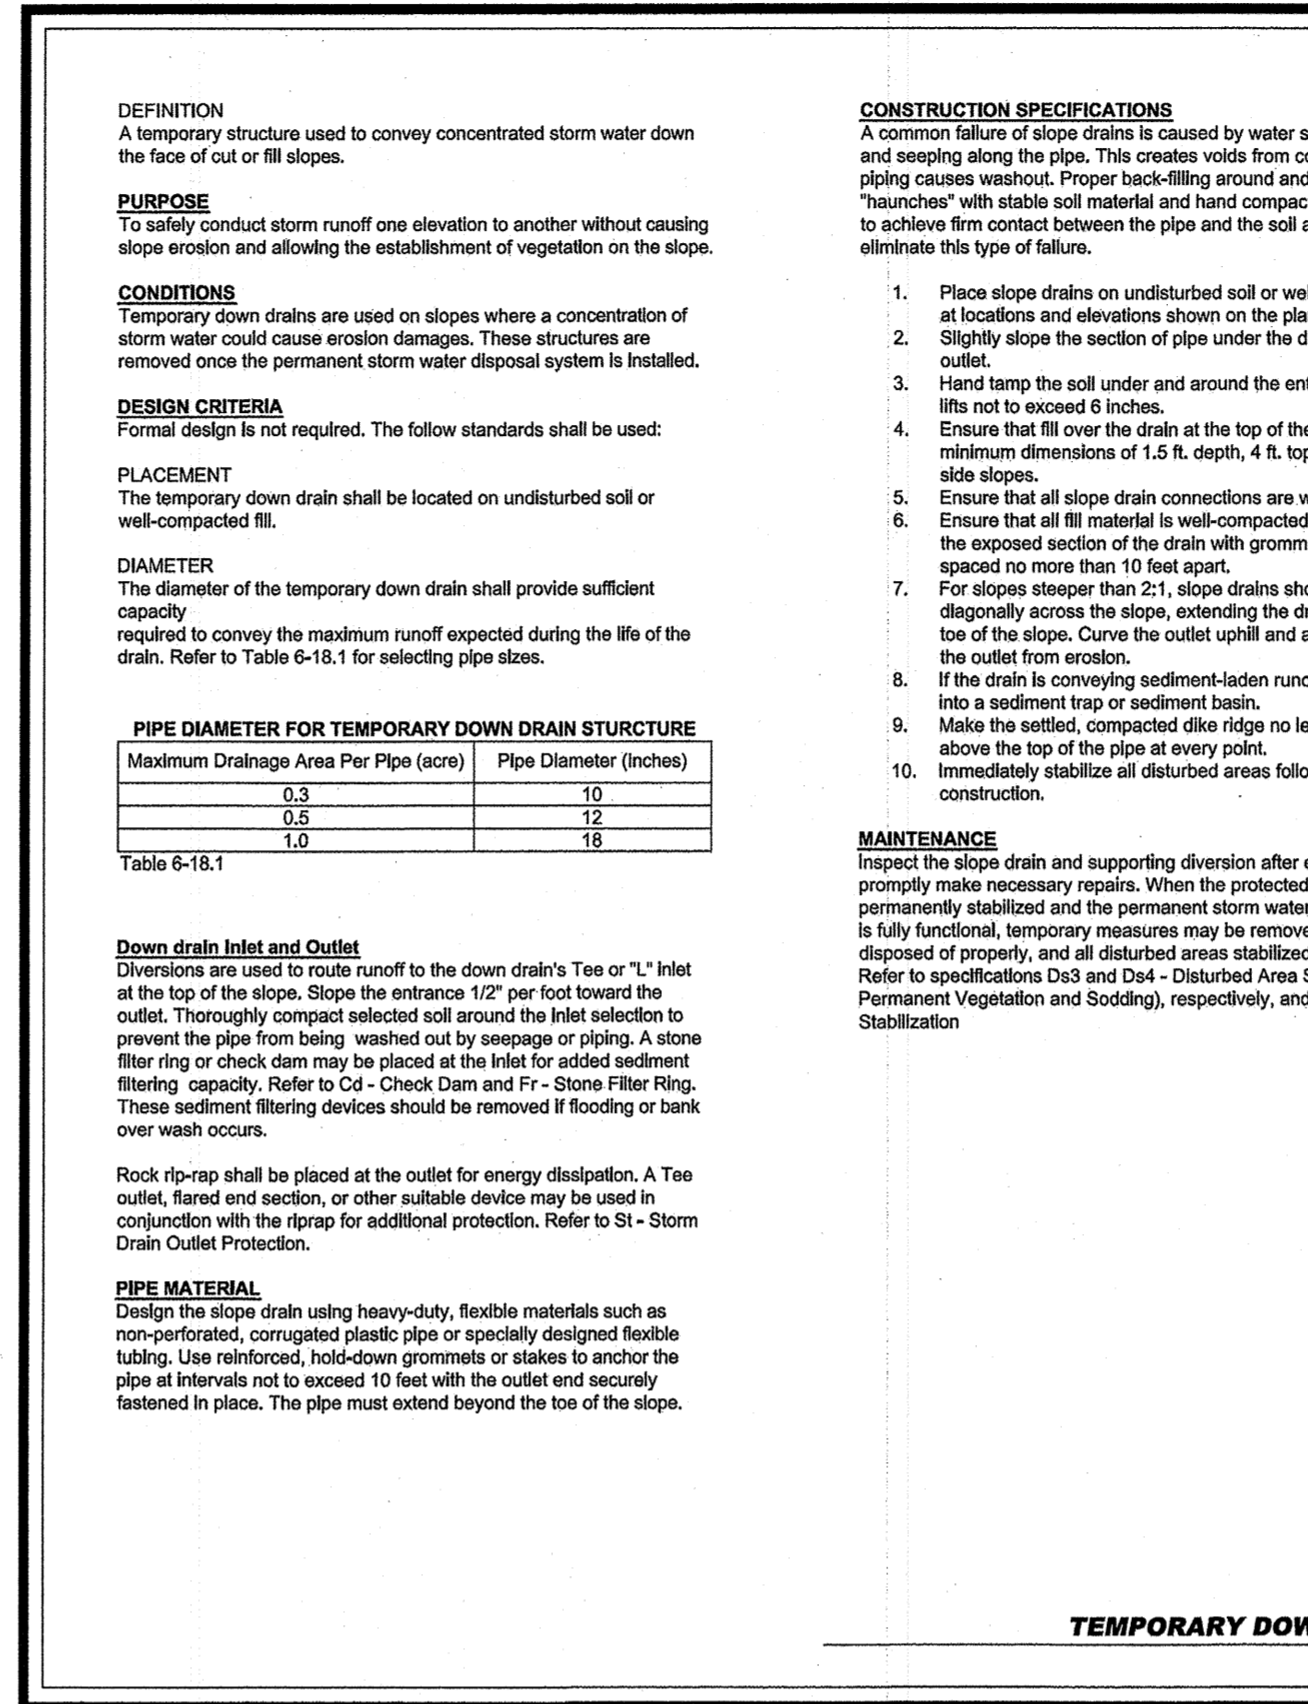 DEFINITION
A temporary structure used to convey concentrated storm water down
the face of cut or fill slopes.
PURPOSE
To safely conduct storm runoff one elevation to another without causing
slope erosion and allowing the establishment of vegetation on the slope.
CONDITIONS
Temporary down drains are used on slopes where a concentration of
storm water could cause erosion damages. These structures are
removed once the permanent storm water disposal system is installed.
DESIGN CRITERIA
Formal design is not required. The follow standards shall be used:
PLACEMENT
The temporary down drain shall be located on undisturbed soil or
well-compacted fill.
DIAMETER
The diameter of the temporary down drain shall provide sufficient
capacity
required to convey the maximum runoff expected during the life of the
drain. Refer to Table 6-18.1 for selecting pipe sizes.
PIPE DIAMETER FOR TEMPORARY DOWN DRAIN STURCTURE
Maximum Drainage Area Per Pipe (acre) Pipe Diameter (inches)
0.3 10
0.5 12
1.0 18
Table 6-18.1
Down drain Inlet and Outlet
Diversions are used to route runoff to the down drain's Tee or "L" inlet
at the top of the slope. Slope the entrance 1/2" per foot toward the
outlet. Thoroughly compact selected soil around the inlet selection to
prevent the pipe from being washed out by seepage or piping. A stone
filter ring or check dam may be placed at the inlet for added sediment
filtering capacity. Refer to Cd - Check Dam and Fr - Stone Filter Ring.
These sediment filtering devices should be removed if flooding or bank
over wash occurs.
Rock rip-rap shall be placed at the outlet for energy dissipation. A Tee
outlet, flared end section, or other suitable device may be used in
conjunction with the riprap for additional protection. Refer to St - Storm
Drain Outlet Protection.
PIPE MATERIAL
Design the slope drain using heavy-duty, flexible materials such as
non-perforated, corrugated plastic pipe or specially designed flexible
tubing. Use reinforced, hold-down grommets or stakes to anchor the
pipe at intervals not to exceed 10 feet with the outlet end securely
fastened in place. The pipe must extend beyond the toe of the slope.
CONSTRUCTION SPECIFICATIONS
A common failure of slope drains is caused by water
and seeping along the pipe. This creates voids from
piping causes washout. Proper back-filling around and
"haunches" with stable soil material and hand
to achieve firm contact between the pipe and the soil
eliminate this type of failure.
1. Place slope drains on undisturbed soil or
at locations and elevations shown on the
2. Slightly slope the section of pipe under the
outlet.
3. Hand tamp the soil under and around the
lifts not to exceed 6 inches.
4. Ensure that fill over the drain at the top of the
minimum dimensions of 1.5 ft. depth, 4 ft. top
side slopes.
5. Ensure that all slope drain connections are
6. Ensure that all fill material is well-compacted
the exposed section of the drain with
spaced no more than 10 feet apart.
7. For slopes steeper than 2:1, slope drains
diagonally across the slope, extending the
toe of the slope. Curve the outlet uphill and
the outlet from erosion.
8. If the drain is conveying sediment-laden
into a sediment trap or sediment basin.
9. Make the settled, compacted dike ridge no
above the top of the pipe at every point.
10. Immediately stabilize all disturbed areas
construction.
MAINTENANCE
Inspect the slope drain and supporting diversion after
promptly make necessary repairs. When the protected
permanently stabilized and the permanent storm water
is fully functional, temporary measures may be
disposed of properly, and all disturbed areas stabilized
Refer to specifications Ds3 and Ds4 - Disturbed Area
Permanent Vegetation and Sodding), respectively, and
Stabilization
TEMPORARY